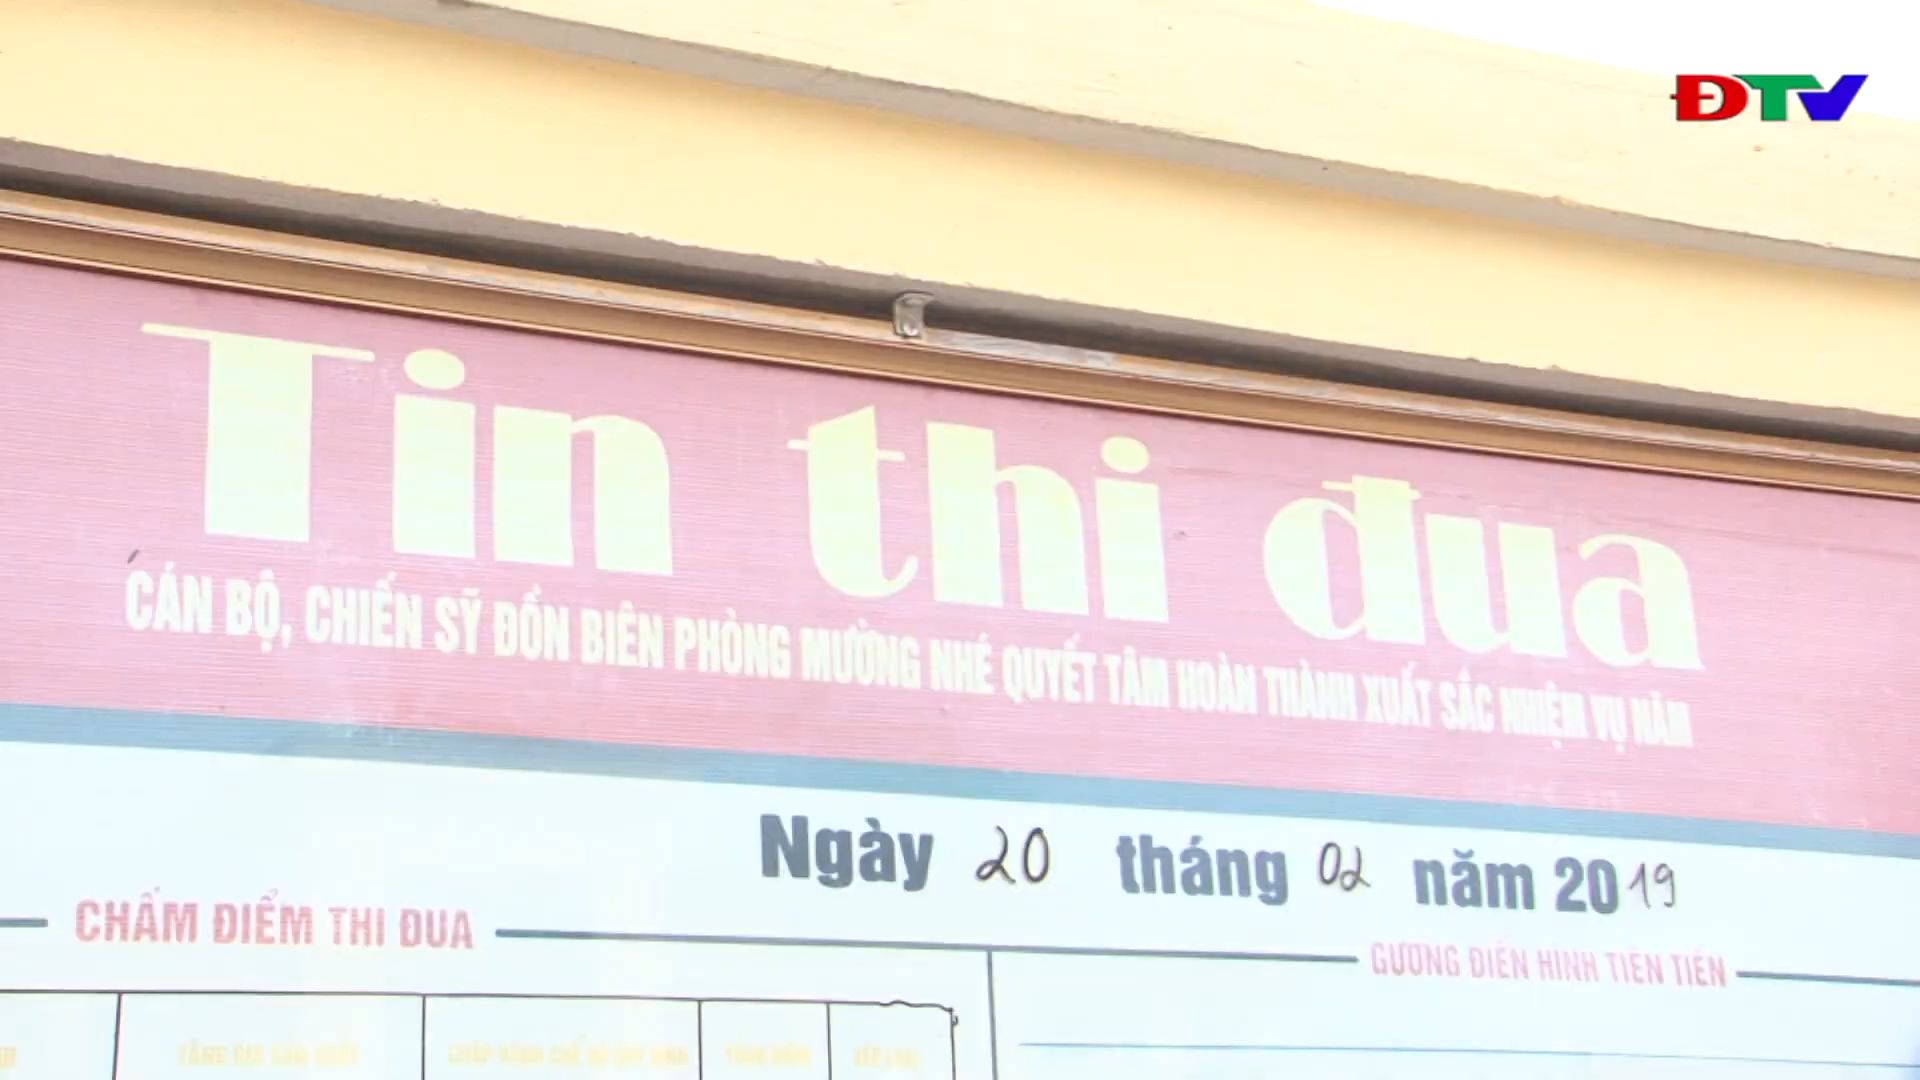 ĐTV
Tin thi đua
CÁN BỘ, CHIẾN SỸ ĐỒN BIÊN PHÒNG MƯỜNG NHÉ QUYẾT TÂM HOÀN THÀNH XUẤT SẮC NHIỆM VỤ NĂM
Ngày 20 tháng 02 năm 2019
CHẤM ĐIỂM THI ĐUA
GƯƠNG ĐIỂN HÌNH TIÊN TIẾN